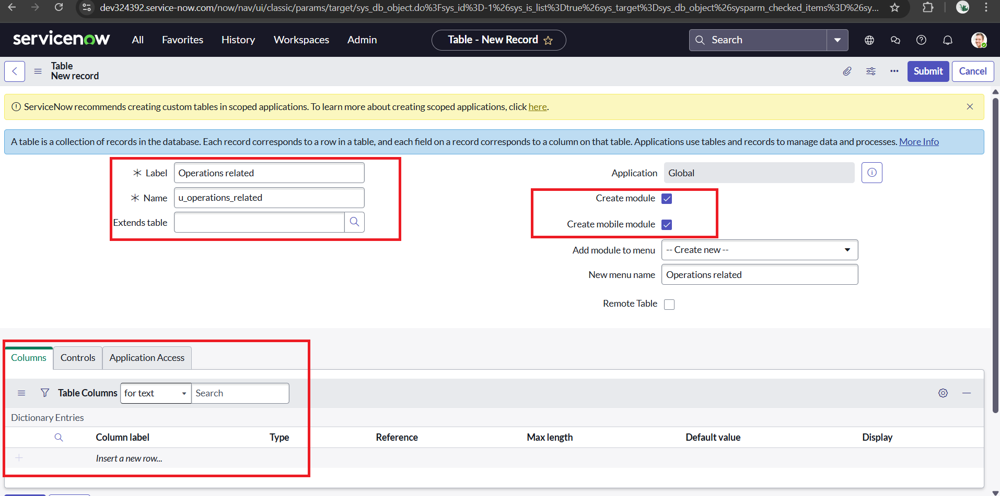 dev324392.service-now.com/now/nav/ui/classic/params/target/sys_db_object.do%3Fsys_id%3D-1%26sys_is_list%3Dtrue%26sys_target%3Dsys_db_object%26sysparm_checked_items%3D%26sy...
servicenow All Favorites History Workspaces Admin Table - New Record Search
Table
New record
Submit Cancel
ServiceNow recommends creating custom tables in scoped applications. To learn more about creating scoped applications, click here.
A table is a collection of records in the database. Each record corresponds to a row in a table, and each field on a record corresponds to a column on that table. Applications use tables and records to manage data and processes. More Info
Label Operations related
Name u_operations_related
Extends table
Application Global
Create module
Create mobile module
Add module to menu -- Create new --
New menu name Operations related
Remote Table
Columns Controls Application Access
Table Columns for text Search
Dictionary Entries
Column label Type Reference Max length Default value Display
Insert a new row...